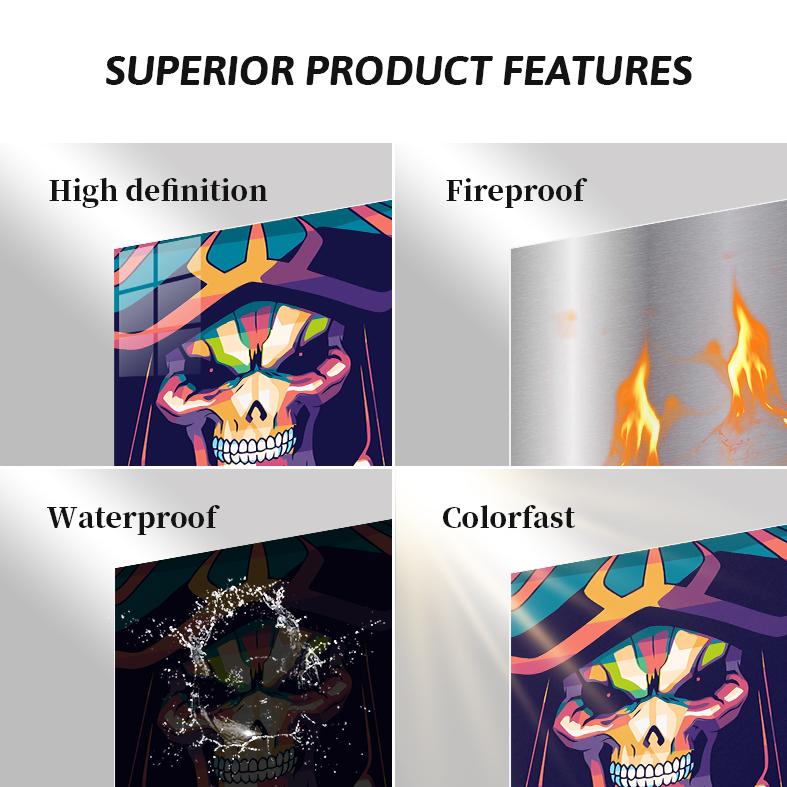 SUPERIOR PRODUCT FEATURES
High definition
Fireproof
Waterproof
Colorfast